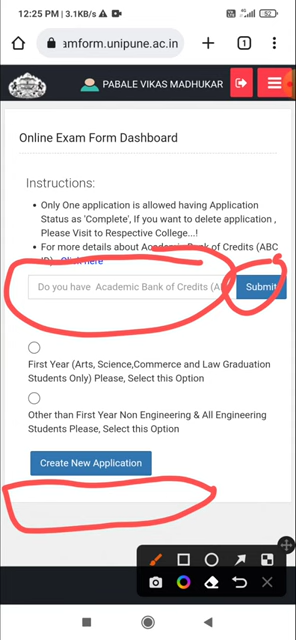 12:25 PM | 3.1KB/s
52
amform.unipune.ac.in
1
PABALE VIKAS MADHUKAR
Online Exam Form Dashboard
Instructions:
Only One application is allowed having Application
Status as 'Complete', If you want to delete application ,
Please Visit to Respective College...!
For more details about Academic Bank of Credits (ABC
ID) Click here
Do you have Academic Bank of Credits (A
Submit
First Year (Arts, Science,Commerce and Law Graduation
Students Only) Please, Select this Option
Other than First Year Non Engineering & All Engineering
Students Please, Select this Option
Create New Application